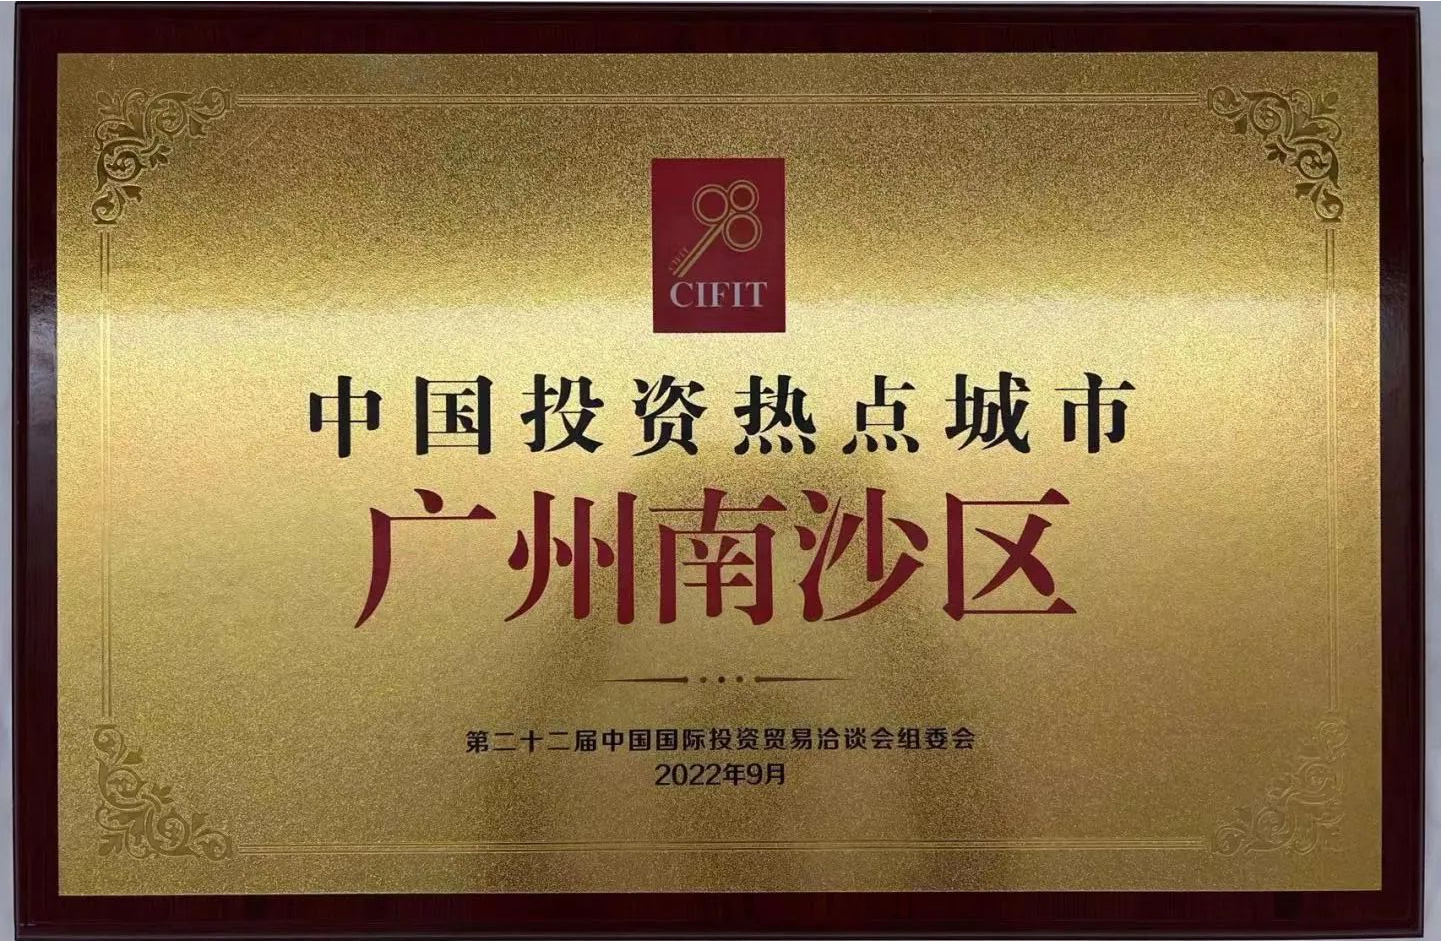 98
CIFIT
CIFIT
中国投资热点城市
广州南沙区
第二十二届中国国际投资贸易洽谈会组委会
2022年9月